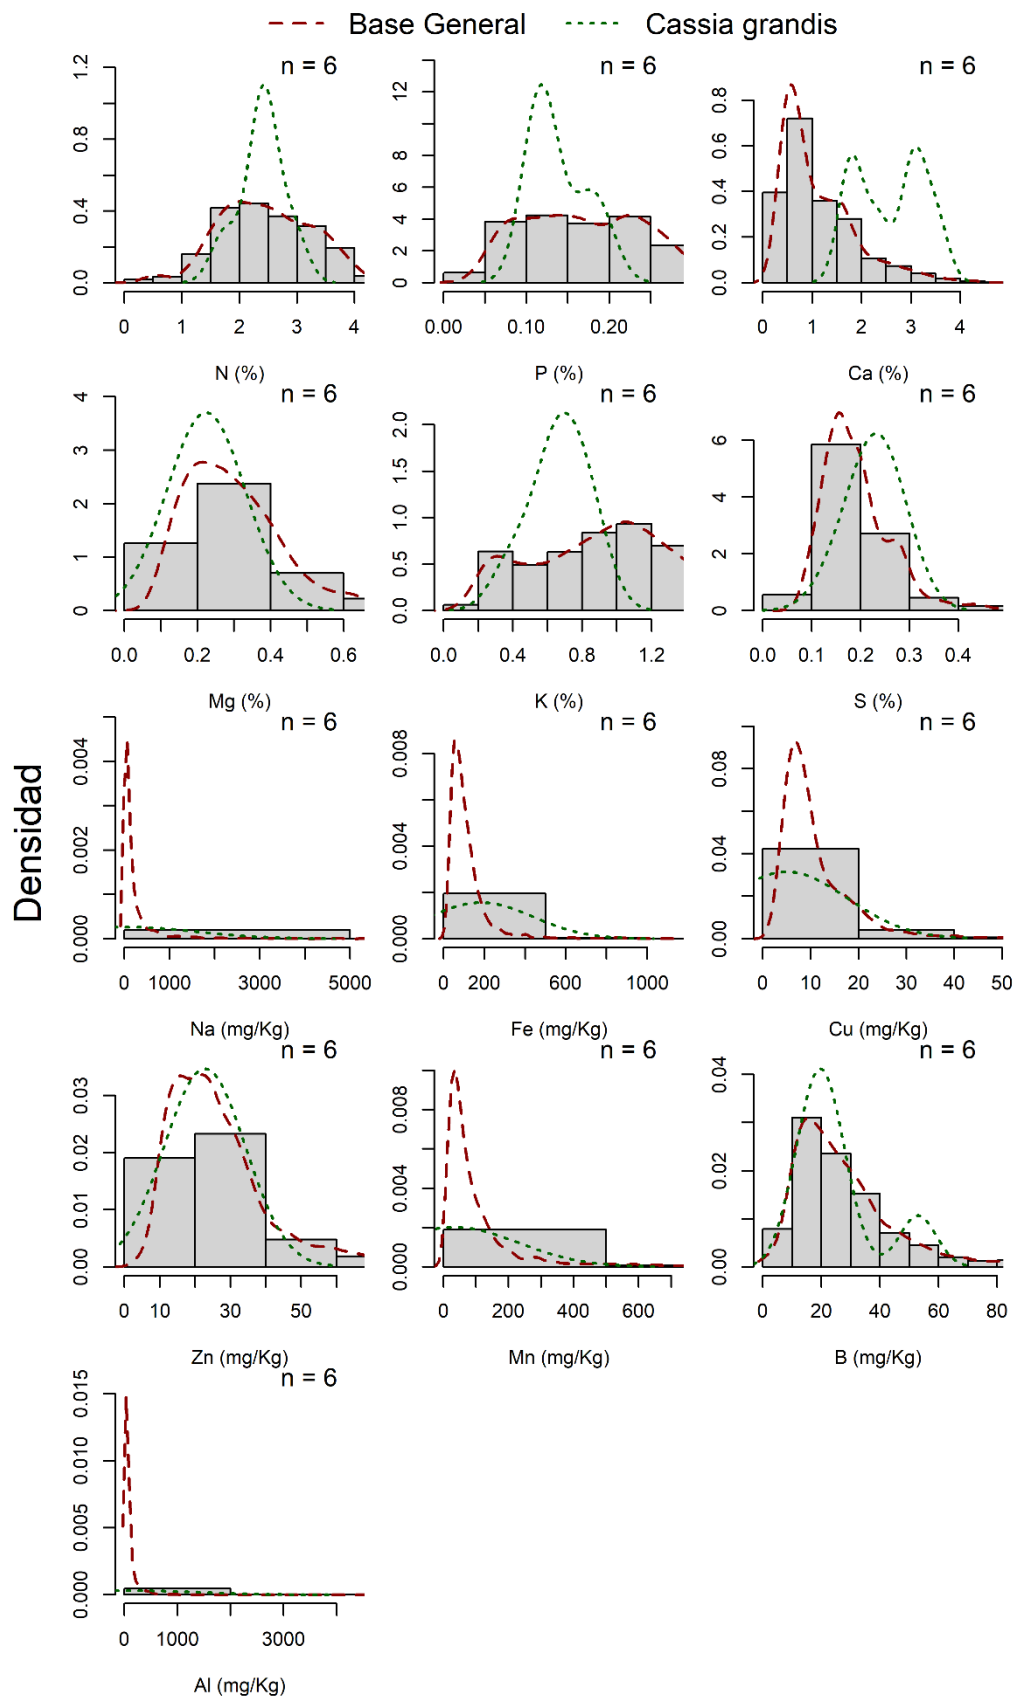 Base General Cassia grandis
Densidad
n = 6
0.0 0.4 0.8 1.2
0 1 2 3 4
N (%)
n = 6
0 2 4 6 8 12
0.00 0.10 0.20
P (%)
n = 6
0.0 0.2 0.4 0.6 0.8
0 1 2 3 4
Ca (%)
n = 6
0 1 2 3 4
0.0 0.2 0.4 0.6
Mg (%)
n = 6
0.0 0.5 1.0 1.5 2.0
0.0 0.4 0.8 1.2
K (%)
n = 6
0 2 4 6
0.0 0.1 0.2 0.3 0.4
S (%)
n = 6
0.000 0.002 0.004
0 1000 3000 5000
Na (mg/Kg)
n = 6
0.000 0.004 0.008
0 200 600 1000
Fe (mg/Kg)
n = 6
0.00 0.04 0.08
0 10 20 30 40 50
Cu (mg/Kg)
n = 6
0.00 0.01 0.02 0.03
0 10 30 50
Zn (mg/Kg)
n = 6
0.000 0.004 0.008
0 200 400 600
Mn (mg/Kg)
n = 6
0.00 0.02 0.04
0 20 40 60 80
B (mg/Kg)
n = 6
0.000 0.005 0.010 0.015
0 1000 3000
Al (mg/Kg)